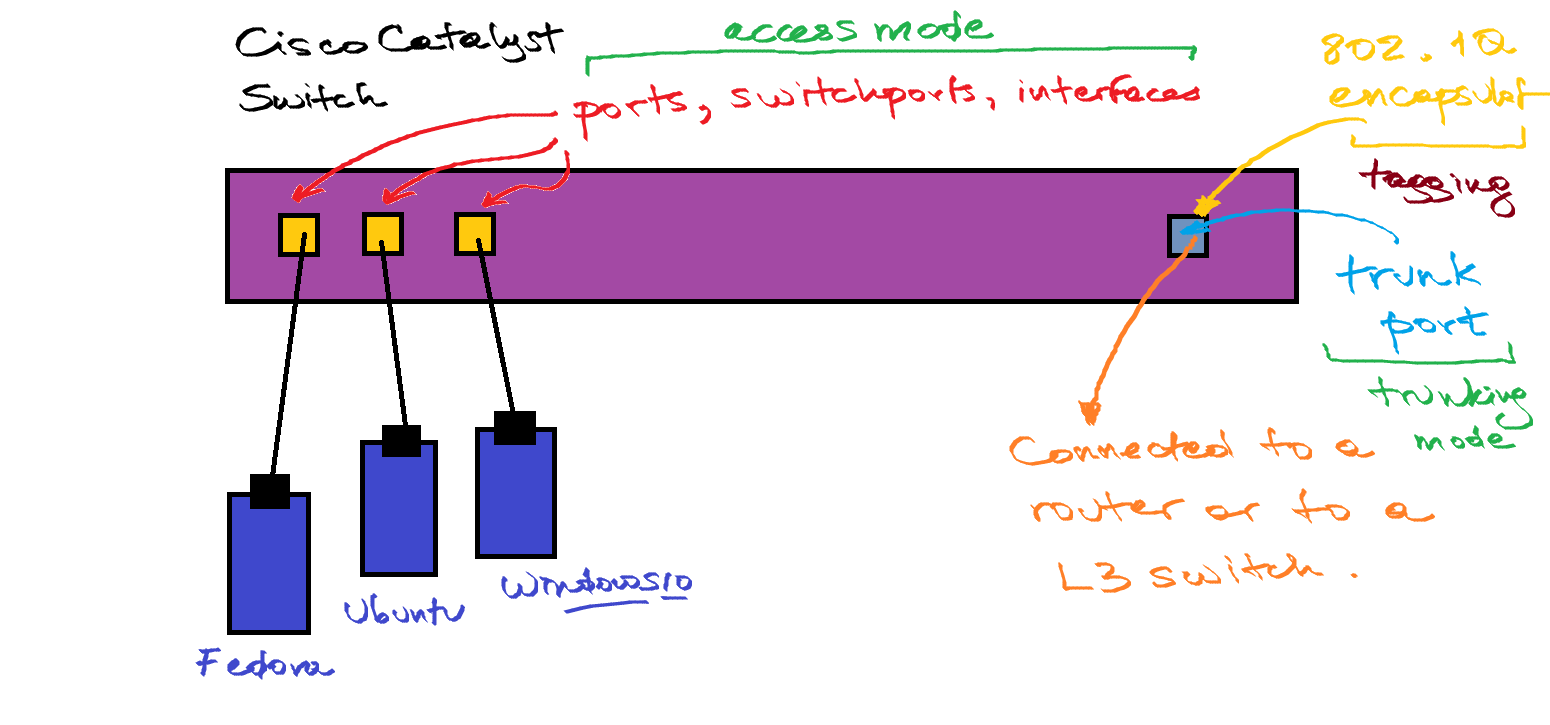 Cisco Catalyst
Switch
access mode
ports, switchports, interfaces
802.1Q
encapsulat
tagging
trunk
port
trunking
mode
Connected to a
router or to a
L3 switch.
Windows10
Ubuntu
Fedora